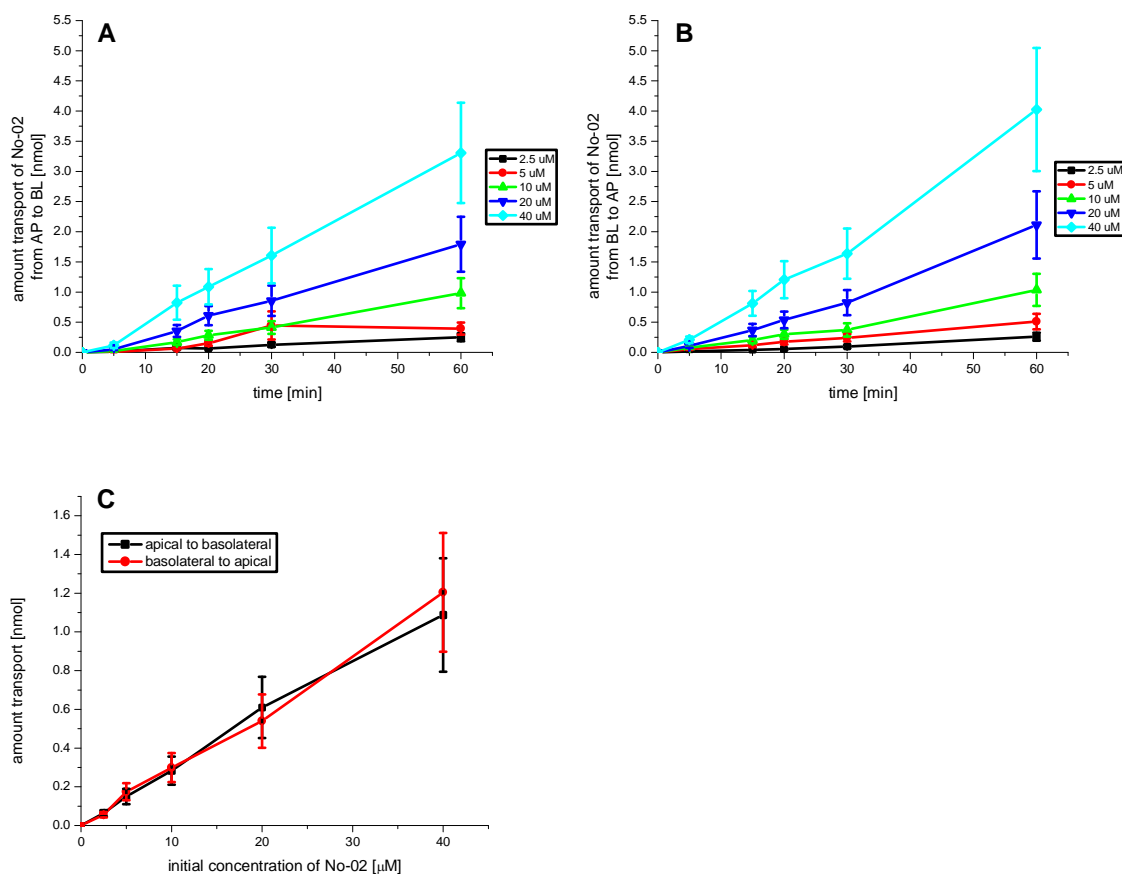 A
5.5
5.0
4.5
4.0
3.5
3.0
2.5
2.0
1.5
1.0
0.5
0.0
0 10 20 30 40 50 60
time [min]
amount transport of No-02
from AP to BL [nmol]
2.5 uM
5 uM
10 uM
20 uM
40 uM
B
5.5
5.0
4.5
4.0
3.5
3.0
2.5
2.0
1.5
1.0
0.5
0.0
0 10 20 30 40 50 60
time [min]
amount transport of No-02
from BL to AP [nmol]
2.5 uM
5 uM
10 uM
20 uM
40 uM
C
1.6
1.4
1.2
1.0
0.8
0.6
0.4
0.2
0.0
0 10 20 30 40
initial concentration of No-02 [μM]
amount transport [nmol]
apical to basolateral
basolateral to apical